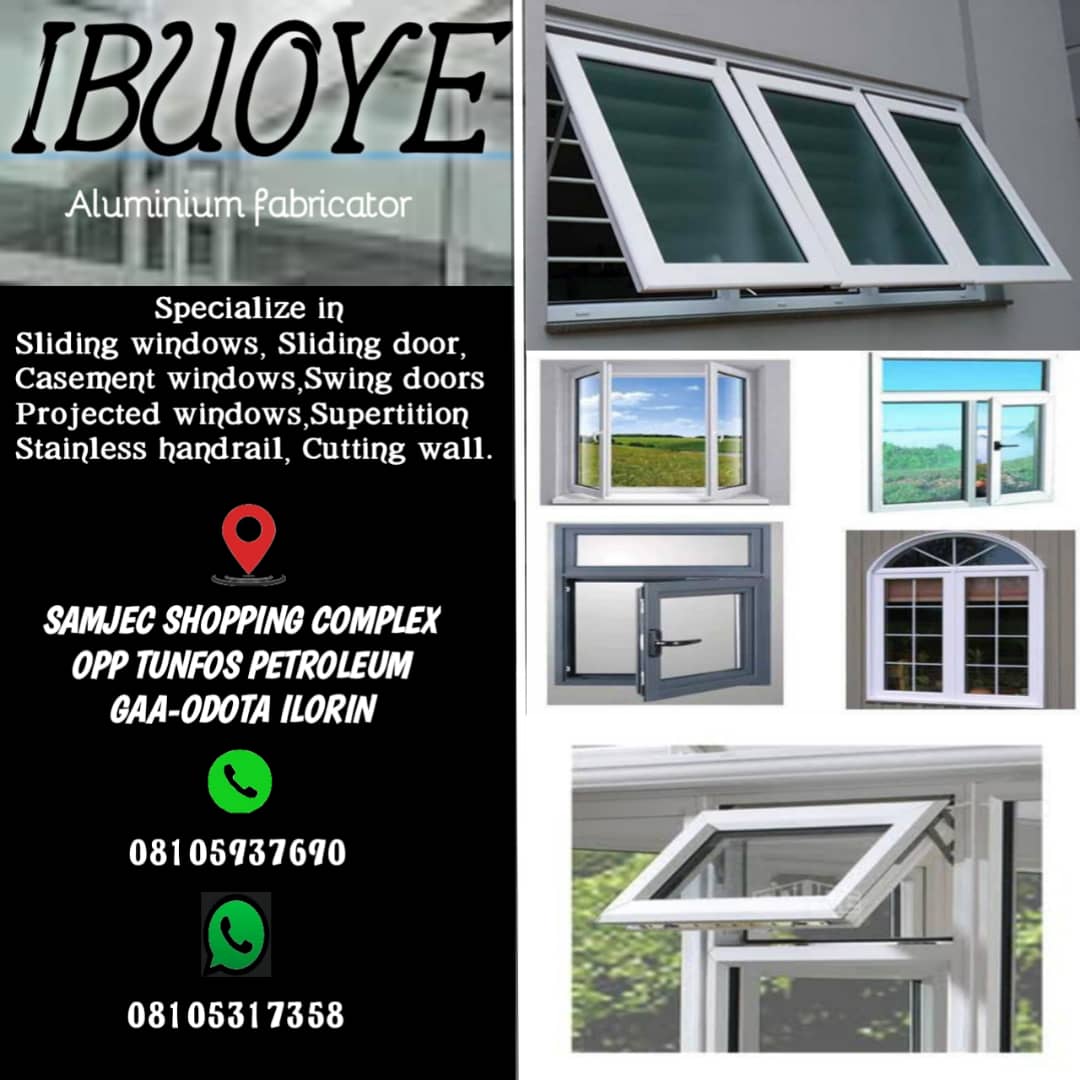 IBUOYE
Aluminium fabricator
Specialize in
Sliding windows, Sliding door,
Casement windows,Swing doors
Projected windows,Supertition
Stainless handrail, Cutting wall.
SAMJEC SHOPPING COMPLEX
OPP TUNFOS PETROLEUM
GAA-ODOTA ILORIN
08105937690
08105317358